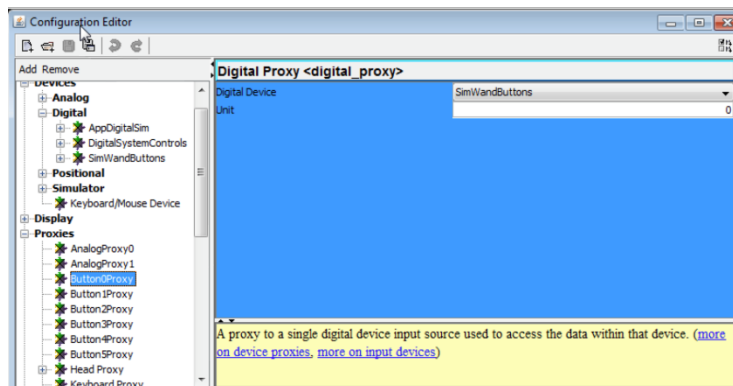 Configuration Editor
Add Remove
Devices
Analog
Digital
AppDigitalSim
DigitalSystemControls
SimWandButtons
Positional
Simulator
Keyboard/Mouse Device
Display
Proxies
AnalogProxy0
AnalogProxy1
Button0Proxy
Button1Proxy
Button2Proxy
Button3Proxy
Button4Proxy
Button5Proxy
Head Proxy
Keyboard Proxy
Digital Proxy <digital_proxy>
Digital Device SimWandButtons
Unit 0
A proxy to a single digital device input source used to access the data within that device. (more
on device proxies, more on input devices)